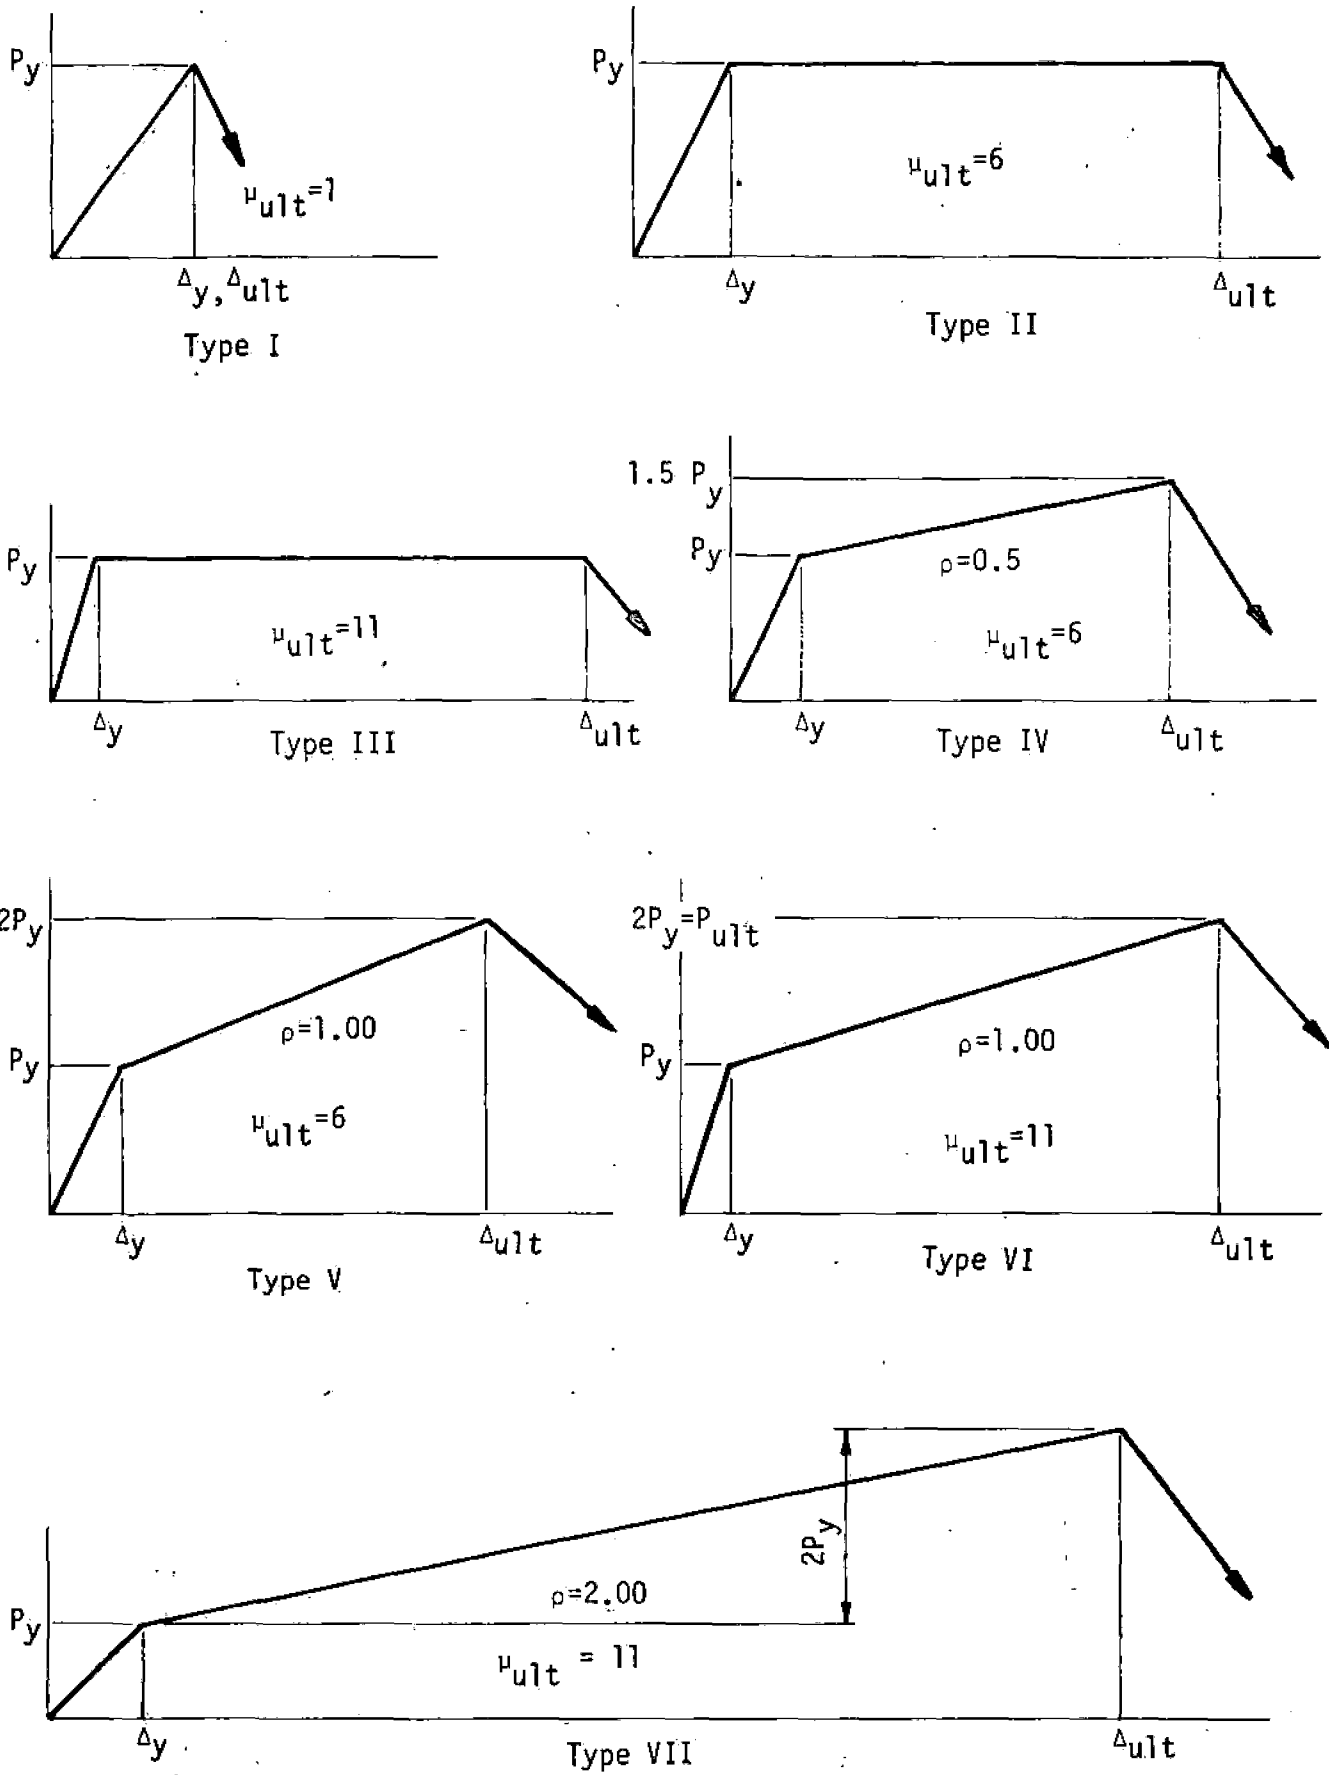 Py
μult=1
Δy, Δult
Type I
Py
μult=6
Δy
Δult
Type II
Py
μult=11
Δy
Δult
Type III
1.5 Py
Py
ρ=0.5
μult=6
Δy
Δult
Type IV
2Py
Py
ρ=1.00
μult=6
Δy
Δult
Type V
2Py=Pult
Py
ρ=1.00
μult=11
Δy
Δult
Type VI
2Py
Py
ρ=2.00
μult = 11
Δy
Δult
Type VII